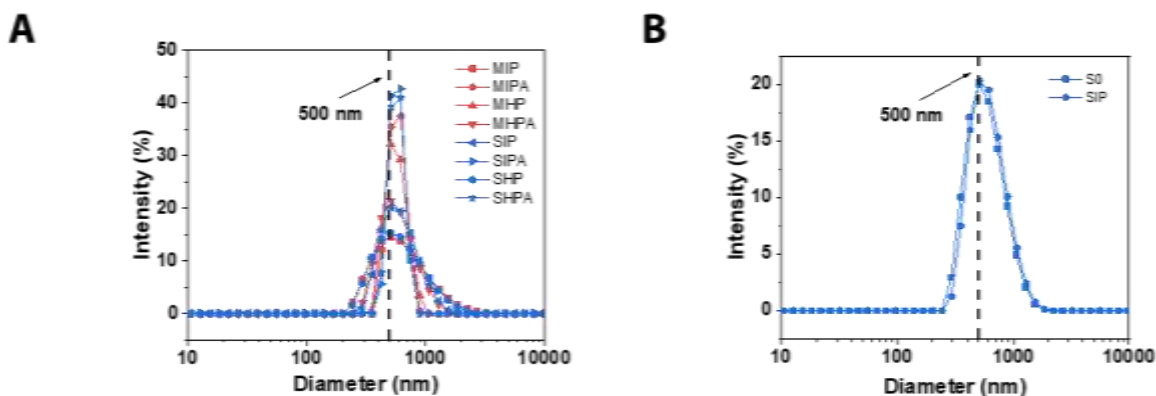 A
50
40
30
20
10
0
Intensity (%)
10
100
1000
10000
Diameter (nm)
500 nm
MIP
MIPA
MHP
MHPA
SIP
SIPA
SHP
SHPA
B
20
15
10
5
0
Intensity (%)
10
100
1000
10000
Diameter (nm)
500 nm
S0
SIP